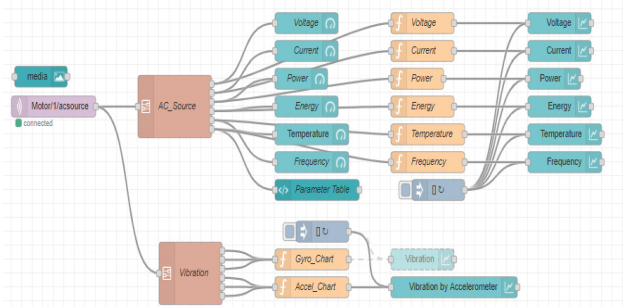 Voltage Voltage Voltage
Current Current Current
media Power Power Power
Motor/1/acsource AC_Source Energy Energy Energy
connected
Temperature Temperature Temperature
Frequency Frequency Frequency
Parameter Table []
[]
Vibration Gyro_Chart Vibration
Accel_Chart Vibration by Accelerometer